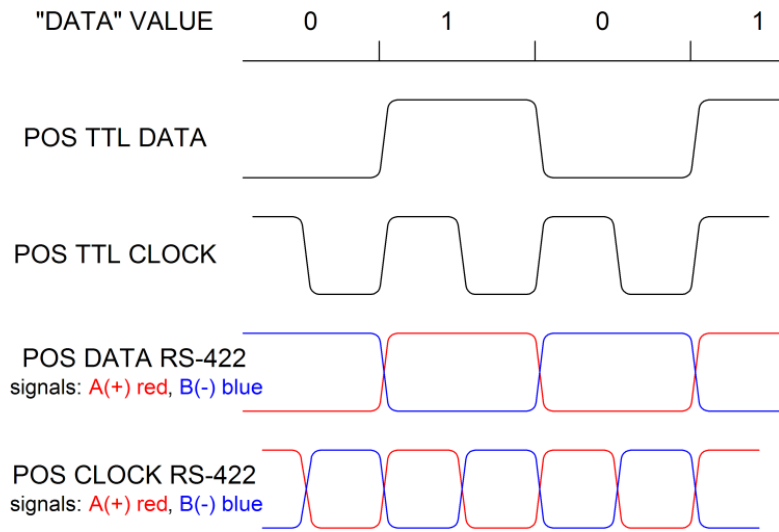 "DATA" VALUE 0 1 0 1
POS TTL DATA
POS TTL CLOCK
POS DATA RS-422
signals: A(+) red, B(-) blue
POS CLOCK RS-422
signals: A(+) red, B(-) blue